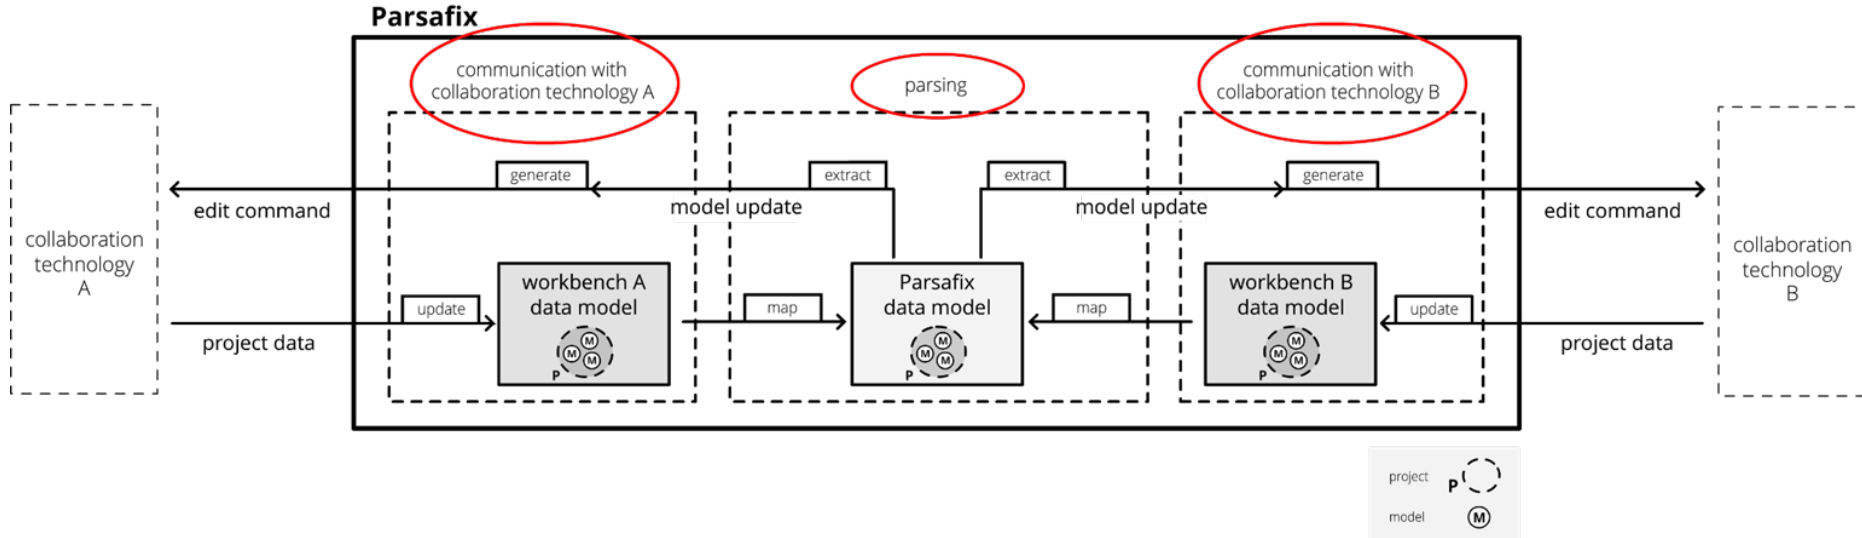 Parsafix
communication with
collaboration technology A
parsing
communication with
collaboration technology B
generate
extract
extract
generate
edit command
model update
model update
edit command
collaboration
technology
A
collaboration
technology
B
workbench A
data model
Parsafix
data model
workbench B
data model
update
map
map
update
project data
project data
M
M
M
P
M
M
M
P
M
M
M
P
project
P
model
M